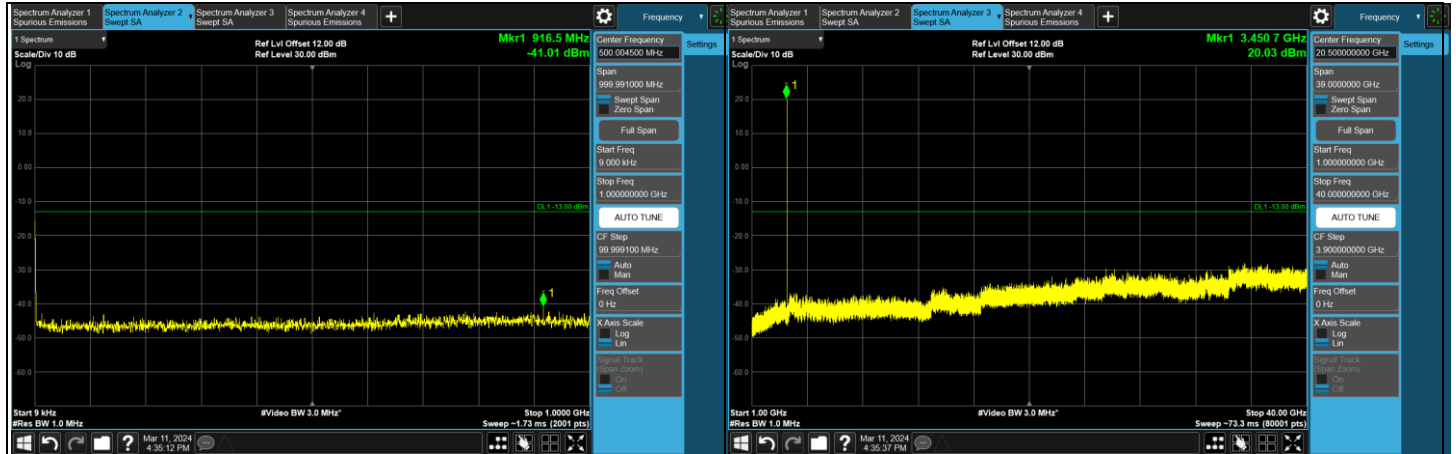 Spectrum Analyzer 1
Spurious Emissions
Spectrum Analyzer 2
Swept SA
Spectrum Analyzer 3
Swept SA
Spectrum Analyzer 4
Spurious Emissions
Frequency
1 Spectrum
Scale/Div 10 dB
Log
Ref Lvl Offset 12.00 dB
Ref Level 30.00 dBm
Mkr1 916.5 MHz
-41.01 dBm
20.0
10.0
0.00
-10.0
-20.0
-30.0
-40.0
-50.0
-60.0
DL1 -13.00 dBm
1
Start 9 kHz
#Res BW 1.0 MHz
#Video BW 3.0 MHz*
Stop 1.0000 GHz
Sweep ~1.73 ms (2001 pts)
Center Frequency
500.004500 MHz
Settings
Span
999.991000 MHz
Swept Span
Zero Span
Full Span
Start Freq
9.000 kHz
Stop Freq
1.000000000 GHz
AUTO TUNE
CF Step
99.999100 MHz
Auto
Man
Freq Offset
0 Hz
X Axis Scale
Log
Lin
Signal Track
(Span Zoom)
On
Off
Mar 11, 2024
4:35:12 PM
Spectrum Analyzer 1
Spurious Emissions
Spectrum Analyzer 2
Swept SA
Spectrum Analyzer 3
Swept SA
Spectrum Analyzer 4
Spurious Emissions
Frequency
1 Spectrum
Scale/Div 10 dB
Log
Ref Lvl Offset 12.00 dB
Ref Level 30.00 dBm
Mkr1 3.450 7 GHz
20.03 dBm
20.0
10.0
0.00
-10.0
-20.0
-30.0
-40.0
-50.0
-60.0
DL1 -13.00 dBm
1
Start 1.00 GHz
#Res BW 1.0 MHz
#Video BW 3.0 MHz*
Stop 40.00 GHz
Sweep ~73.3 ms (80001 pts)
Center Frequency
20.500000000 GHz
Settings
Span
39.0000000 GHz
Swept Span
Zero Span
Full Span
Start Freq
1.000000000 GHz
Stop Freq
40.000000000 GHz
AUTO TUNE
CF Step
3.900000000 GHz
Auto
Man
Freq Offset
0 Hz
X Axis Scale
Log
Lin
Signal Track
(Span Zoom)
On
Off
Mar 11, 2024
4:35:37 PM